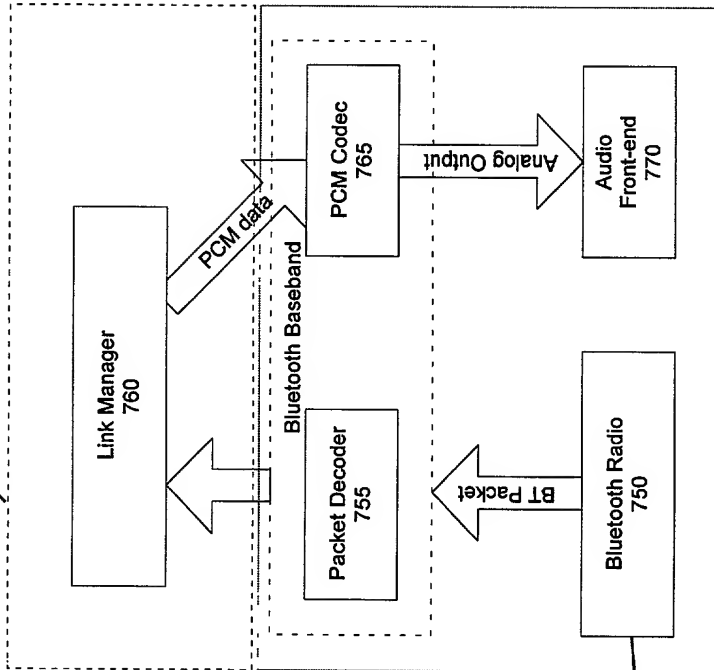 Link Manager
760
PCM data
Bluetooth Baseband
Packet Decoder
755
PCM Codec
765
BT Packet
Analog Output
Bluetooth Radio
750
Audio
Front-end
770